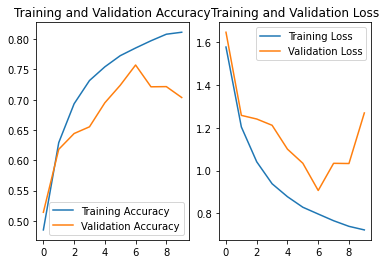 Training and Validation Accuracy
0.80
0.75
0.70
0.65
0.60
0.55
0.50
Training Accuracy
Validation Accuracy
0 2 4 6 8
Training and Validation Loss
1.6
1.4
1.2
1.0
0.8
Training Loss
Validation Loss
0 2 4 6 8